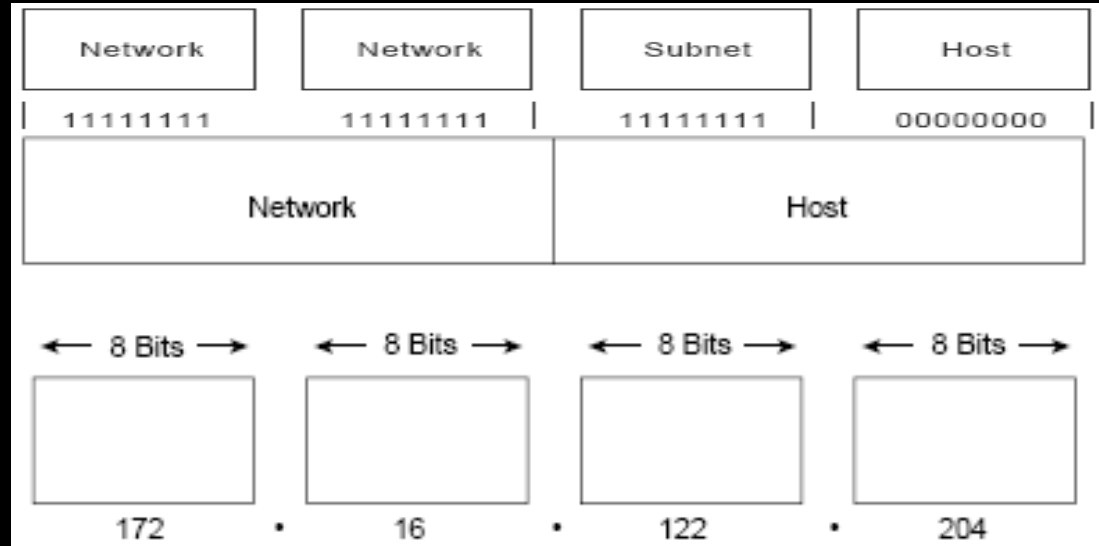 Network Network Subnet Host
11111111 11111111 11111111 00000000
Network Host
8 Bits 8 Bits 8 Bits 8 Bits
172 • 16 • 122 • 204